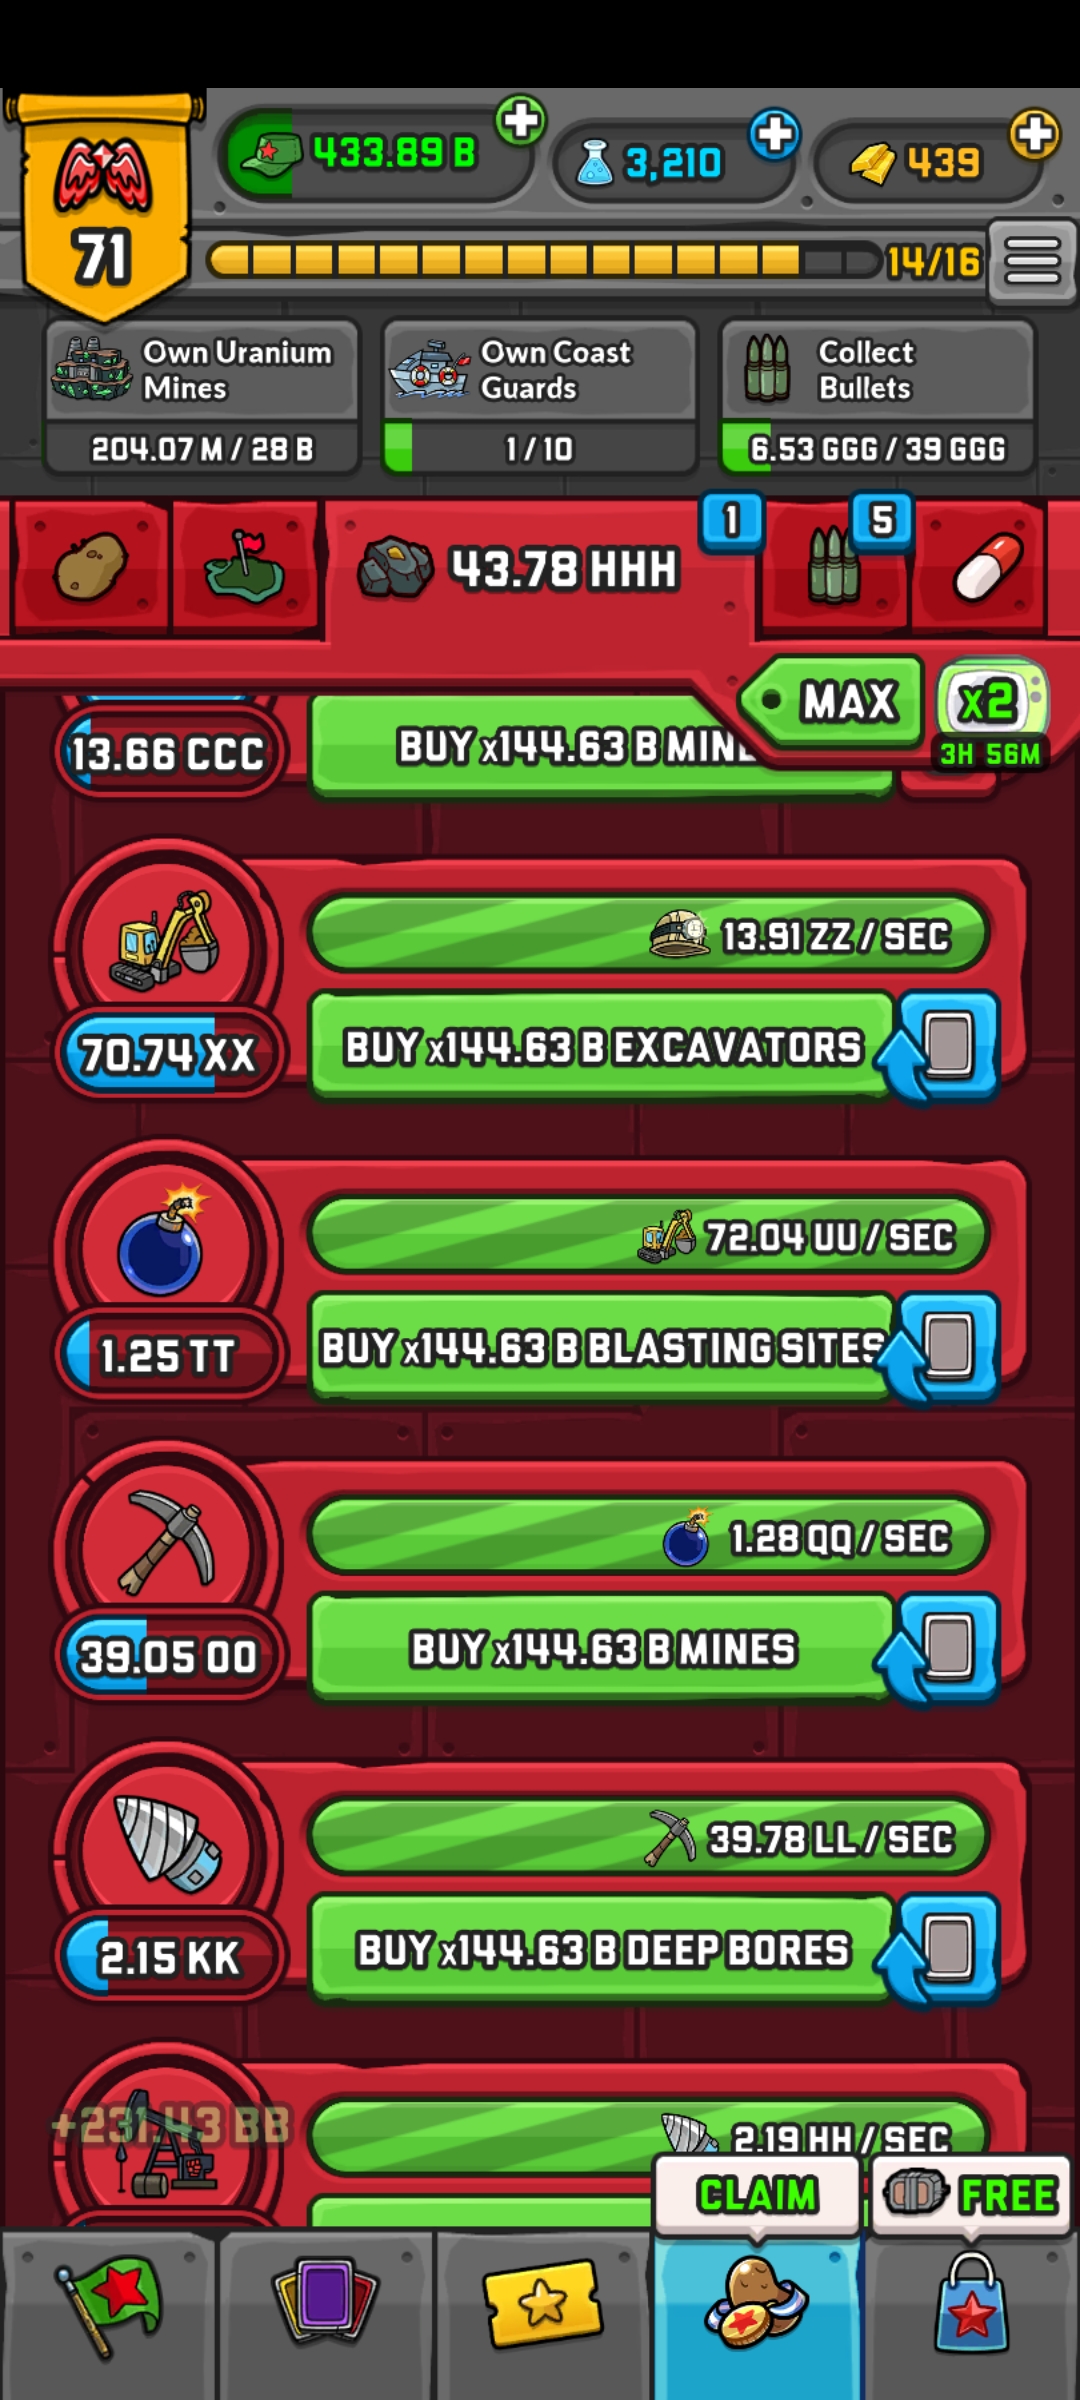 433.89 B
3,210
439
71
14/16
Own Uranium
Mines
204.07 M / 28 B
Own Coast
Guards
1 / 10
Collect
Bullets
6.53 GGG / 39 GGG
43.78 HHH
1
5
MAX
x2
3H 56M
13.66 CCC
BUY x144.63 B
13.91 ZZ / SEC
70.74 XX
BUY x144.63 B EXCAVATORS
72.04 UU / SEC
1.25 TT
BUY x144.63 B BLASTING SITES
1.28 QQ / SEC
39.05 OO
BUY x144.63 B MINES
39.78 LL / SEC
2.15 KK
BUY x144.63 B DEEP BORES
+231.43 BB
2.19 HH / SEC
CLAIM
FREE